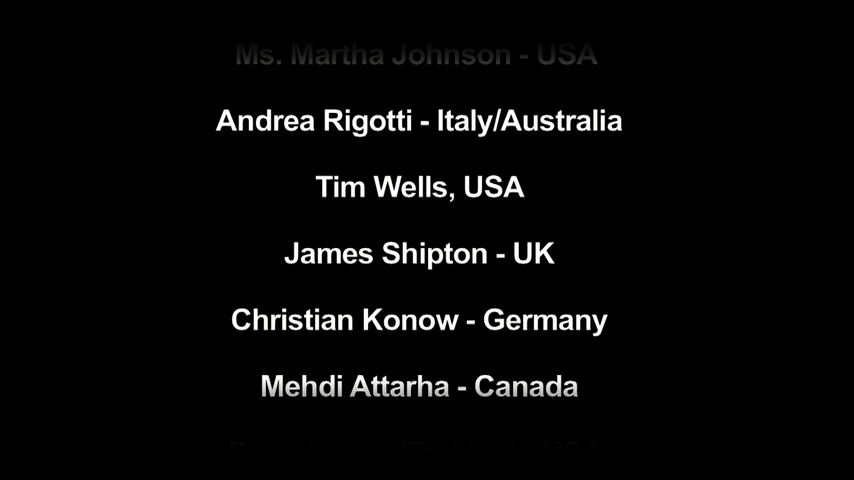 Ms. Martha Johnson - USA
Andrea Rigotti - Italy/Australia
Tim Wells, USA
James Shipton - UK
Christian Konow - Germany
Mehdi Attarha - Canada
USA